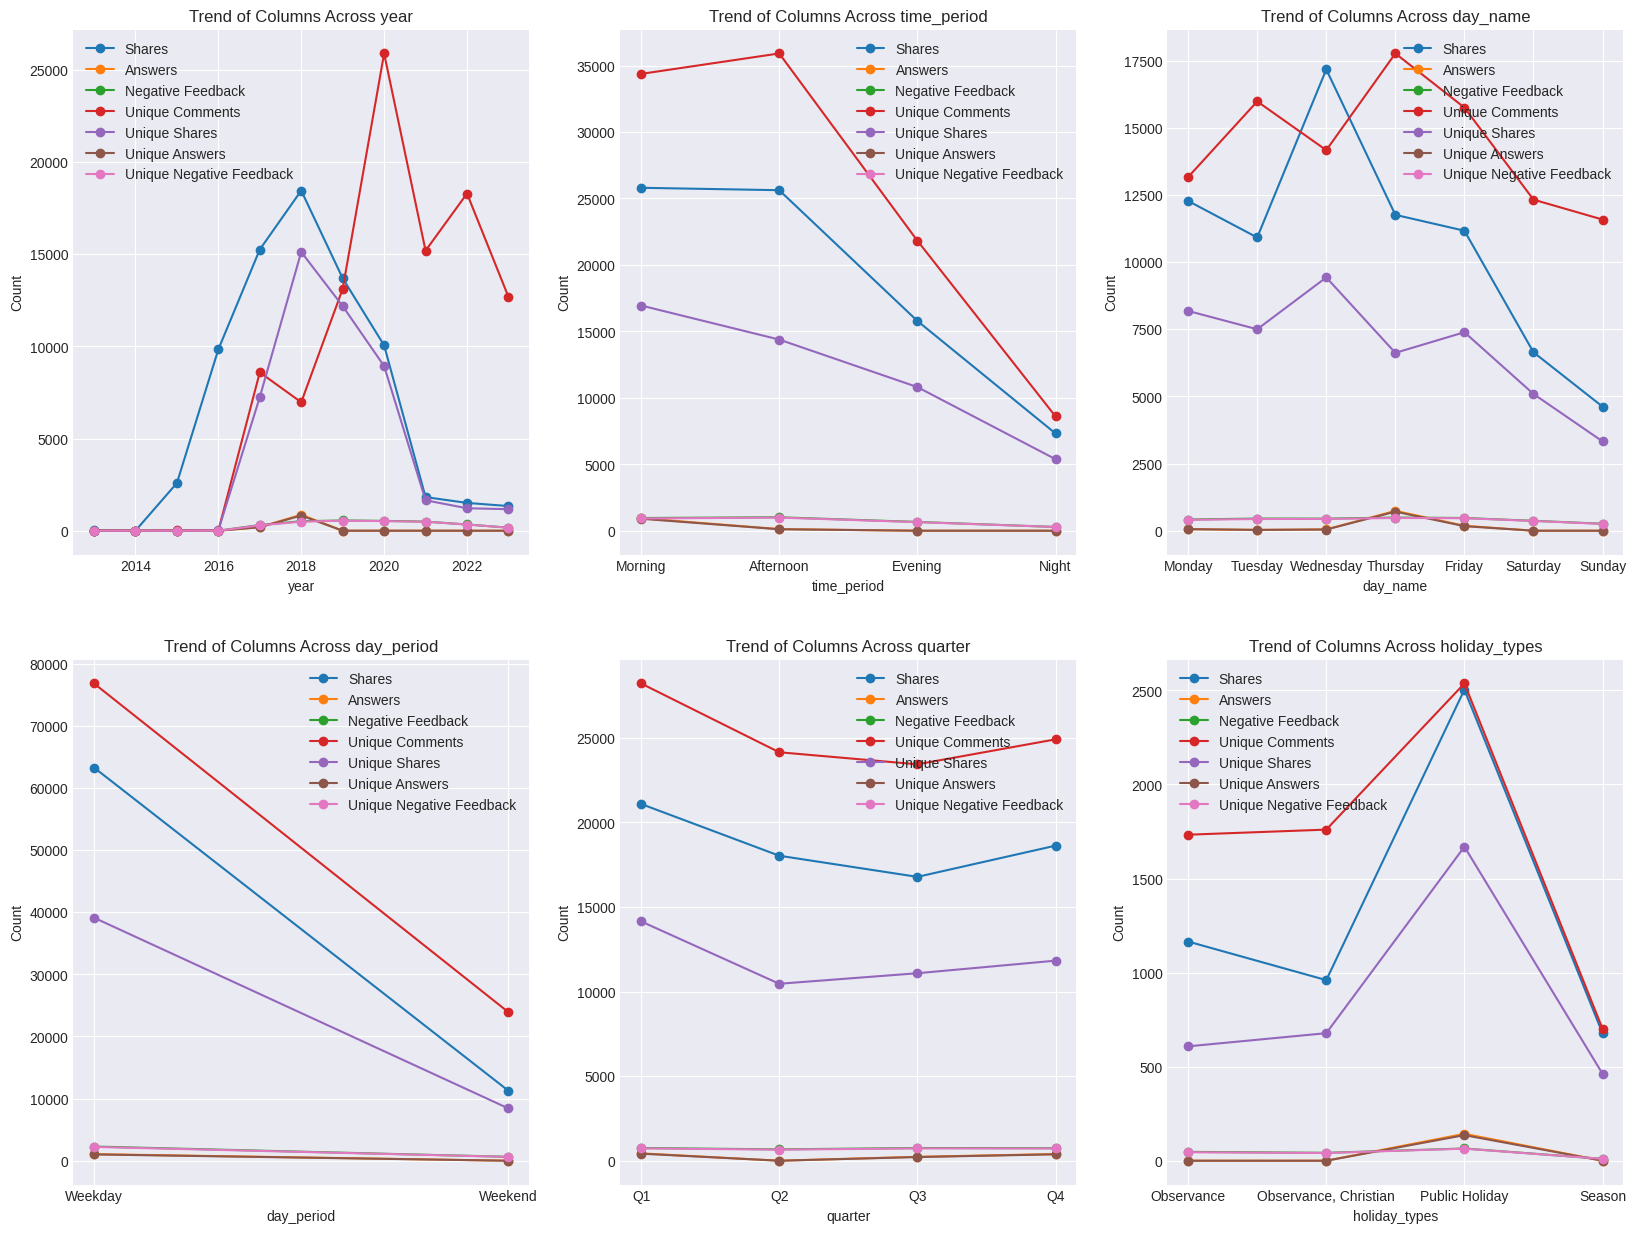 Trend of Columns Across year
Shares
Answers
Negative Feedback
Unique Comments
Unique Shares
Unique Answers
Unique Negative Feedback
25000
20000
15000
10000
5000
0
Count
2014 2016 2018 2020 2022
year
Trend of Columns Across time_period
Shares
Answers
Negative Feedback
Unique Comments
Unique Shares
Unique Answers
Unique Negative Feedback
35000
30000
25000
20000
15000
10000
5000
0
Count
Morning Afternoon Evening Night
time_period
Trend of Columns Across day_name
Shares
Answers
Negative Feedback
Unique Comments
Unique Shares
Unique Answers
Unique Negative Feedback
17500
15000
12500
10000
7500
5000
2500
0
Count
Monday Tuesday Wednesday Thursday Friday Saturday Sunday
day_name
Trend of Columns Across day_period
Shares
Answers
Negative Feedback
Unique Comments
Unique Shares
Unique Answers
Unique Negative Feedback
80000
70000
60000
50000
40000
30000
20000
10000
0
Count
Weekday Weekend
day_period
Trend of Columns Across quarter
Shares
Answers
Negative Feedback
Unique Comments
Unique Shares
Unique Answers
Unique Negative Feedback
25000
20000
15000
10000
5000
0
Count
Q1 Q2 Q3 Q4
quarter
Trend of Columns Across holiday_types
Shares
Answers
Negative Feedback
Unique Comments
Unique Shares
Unique Answers
Unique Negative Feedback
2500
2000
1500
1000
500
0
Count
Observance Observance, Christian Public Holiday Season
holiday_types